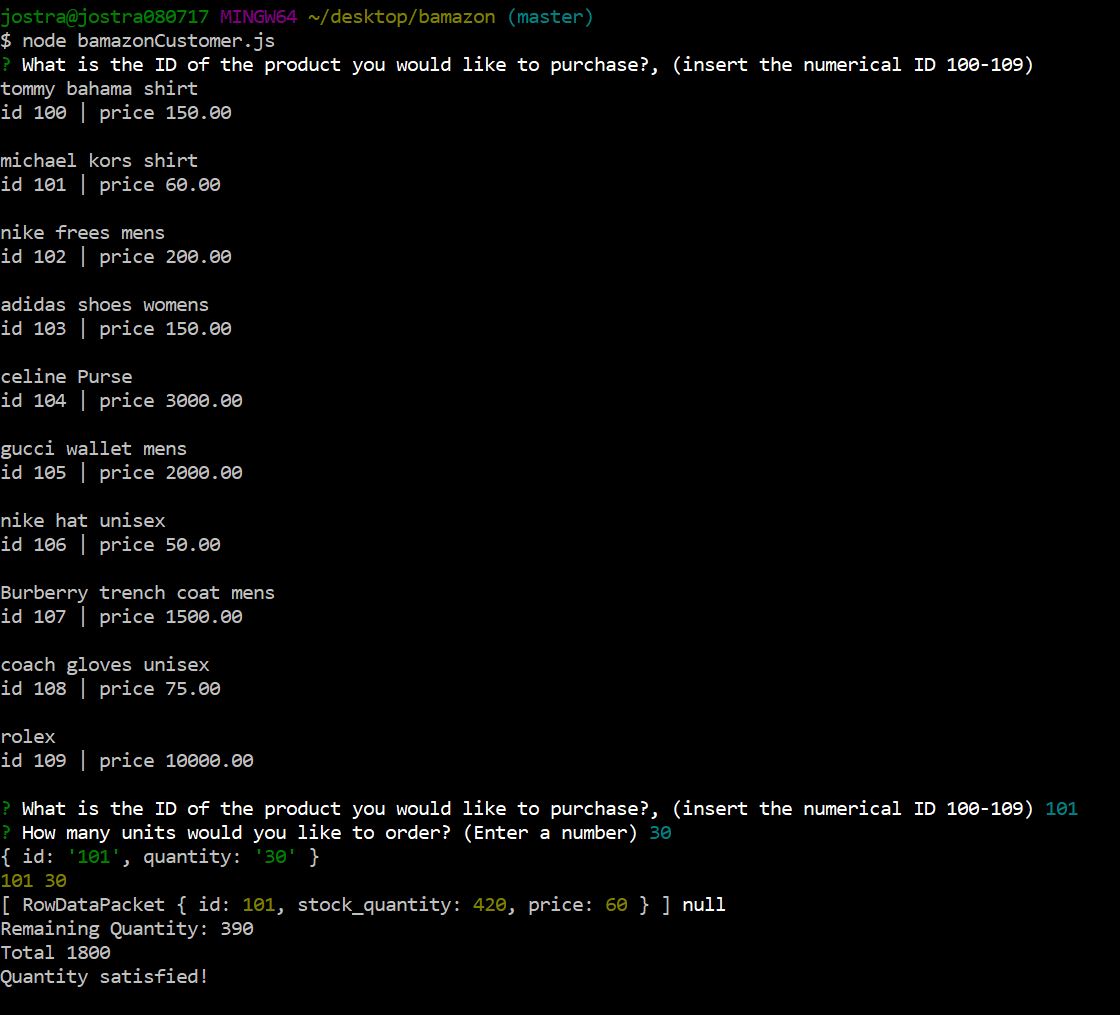 jostra@jostra080717 MINGW64 ~/desktop/bamazon (master)
$ node bamazonCustomer.js
? What is the ID of the product you would like to purchase?, (insert the numerical ID 100-109)
tommy bahama shirt
id 100 | price 150.00
michael kors shirt
id 101 | price 60.00
nike frees mens
id 102 | price 200.00
adidas shoes womens
id 103 | price 150.00
celine Purse
id 104 | price 3000.00
gucci wallet mens
id 105 | price 2000.00
nike hat unisex
id 106 | price 50.00
Burberry trench coat mens
id 107 | price 1500.00
coach gloves unisex
id 108 | price 75.00
rolex
id 109 | price 10000.00
? What is the ID of the product you would like to purchase?, (insert the numerical ID 100-109) 101
? How many units would you like to order? (Enter a number) 30
{ id: '101', quantity: '30' }
101 30
[ RowDataPacket { id: 101, stock_quantity: 420, price: 60 } ] null
Remaining Quantity: 390
Total 1800
Quantity satisfied!